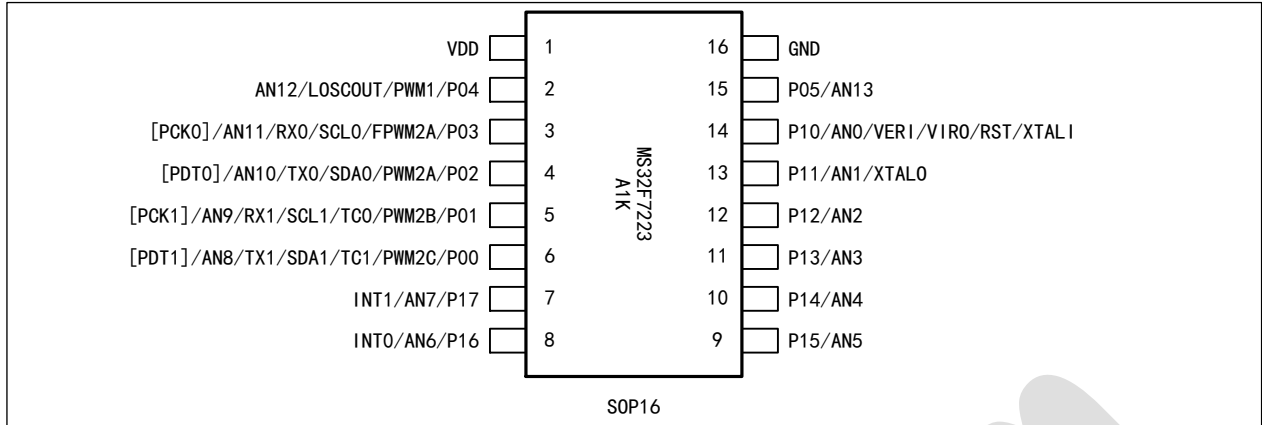 VDD 1 16 GND
AN12/LOSCOUT/PWM1/P04 2 15 P05/AN13
[PCK0]/AN11/RX0/SCL0/FPWM2A/P03 3 14 P10/AN0/VERI/VIRO/RST/XTALI
[PDT0]/AN10/TX0/SDA0/PWM2A/P02 4 13 P11/AN1/XTALO
[PCK1]/AN9/RX1/SCL1/TC0/PWM2B/P01 5 12 P12/AN2
[PDT1]/AN8/TX1/SDA1/TC1/PWM2C/P00 6 11 P13/AN3
INT1/AN7/P17 7 10 P14/AN4
INT0/AN6/P16 8 9 P15/AN5
MS32F7223
A1K
SOP16